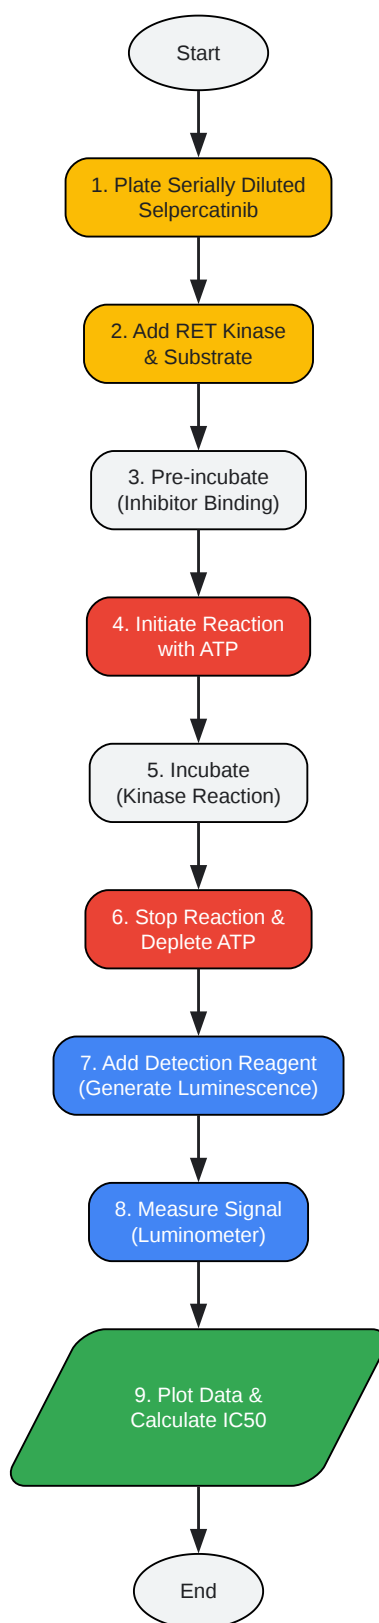 Start
1. Plate Serially Diluted
Selpercatinib
2. Add RET Kinase
& Substrate
3. Pre-incubate
(Inhibitor Binding)
4. Initiate Reaction
with ATP
5. Incubate
(Kinase Reaction)
6. Stop Reaction &
Deplete ATP
7. Add Detection Reagent
(Generate Luminescence)
8. Measure Signal
(Luminometer)
9. Plot Data &
Calculate IC50
End